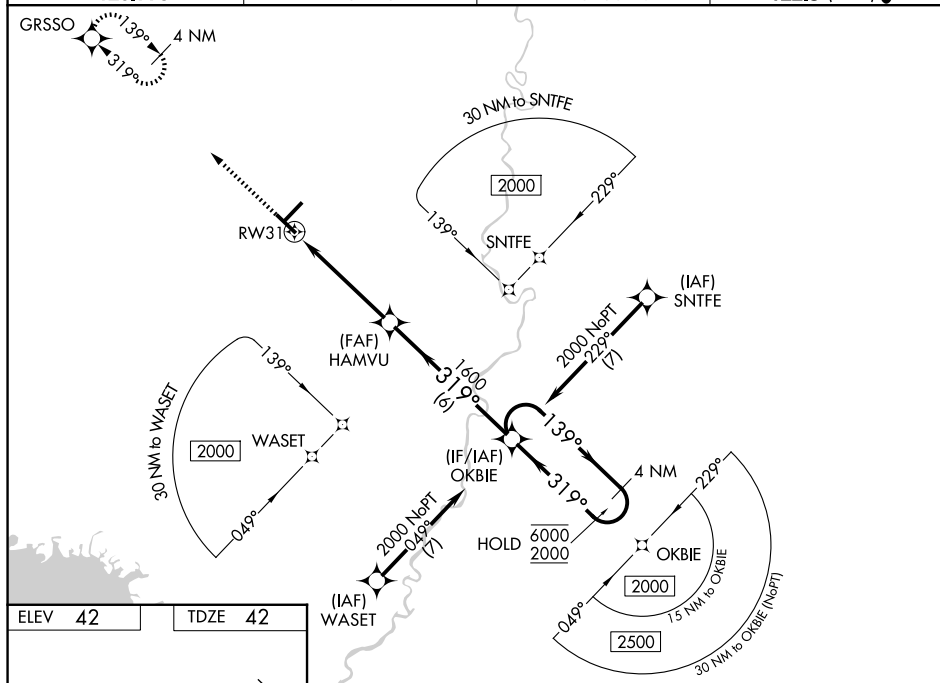 GRSSO
139°
319°
4 NM
30 NM to SNTFE
2000
229°
139°
SNTFE
RW31
(IAF)
SNTFE
2000 NoPT
229°
(7)
(FAF)
HAMVU
1600
319°
(6)
30 NM to WASET
139°
2000
WASET
049°
(IF/IAF)
OKBIE
139°
319°
4 NM
HOLD
6000
2000
2000 NoPT
049°
(7)
(IAF)
WASET
229°
OKBIE
049°
2000
15 NM to OKBIE
2500
30 NM to OKBIE (NoPT)
ELEV 42
TDZE 42